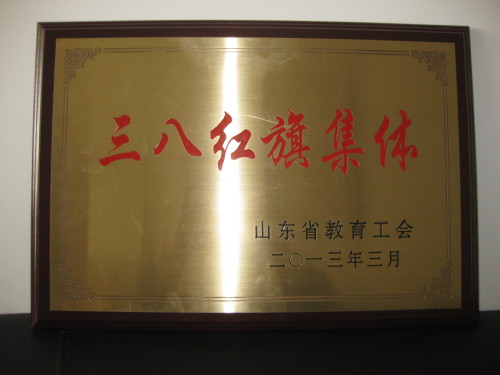 三八红旗集体
山东省教育工会
二〇一三年三月